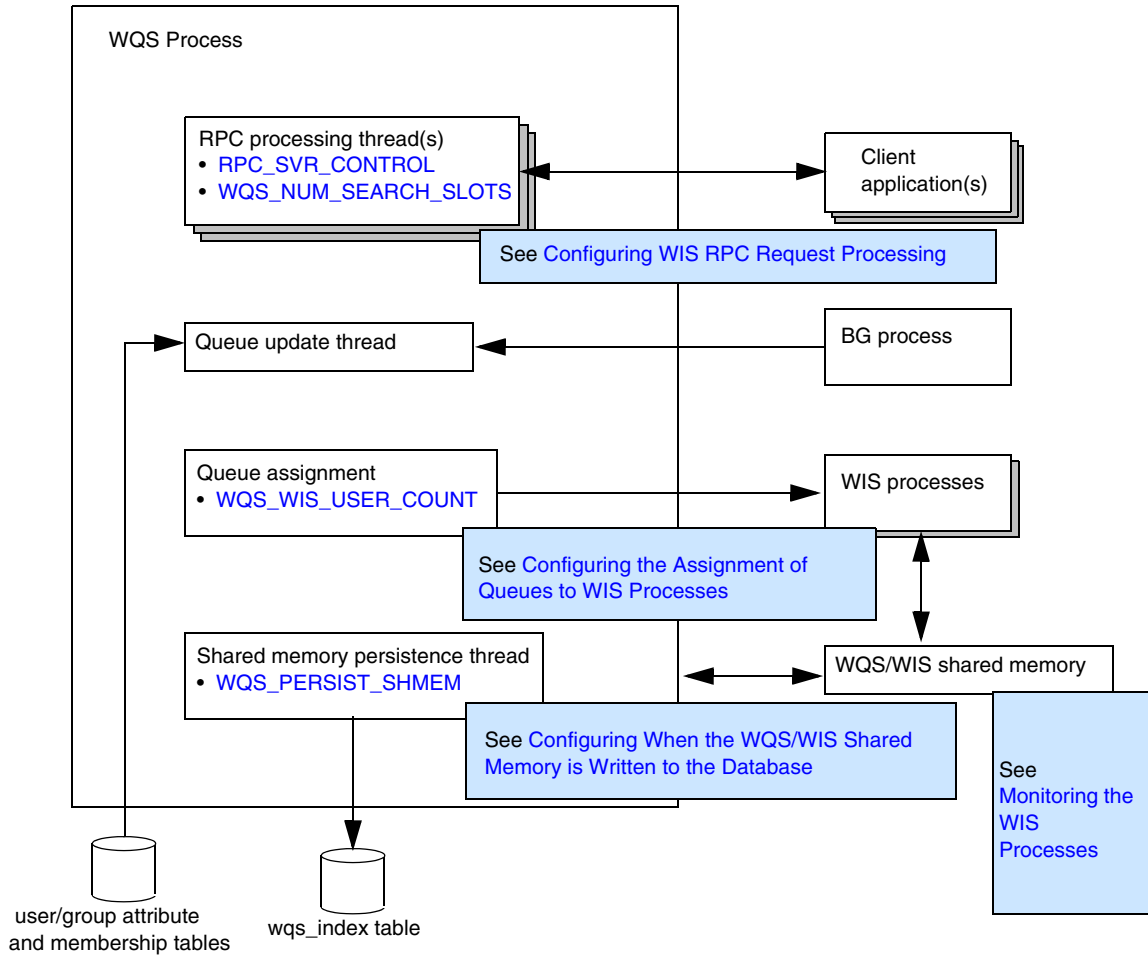 WQS Process
RPC processing thread(s)
• RPC_SVR_CONTROL
• WQS_NUM_SEARCH_SLOTS
Client
application(s)
See Configuring WIS RPC Request Processing
Queue update thread
BG process
Queue assignment
• WQS_WIS_USER_COUNT
WIS processes
See Configuring the Assignment of
Queues to WIS Processes
Shared memory persistence thread
• WQS_PERSIST_SHMEM
WQS/WIS shared memory
See Configuring When the WQS/WIS Shared
Memory is Written to the Database
See
Monitoring the
WIS
Processes
user/group attribute
and membership tables
wqs_index table